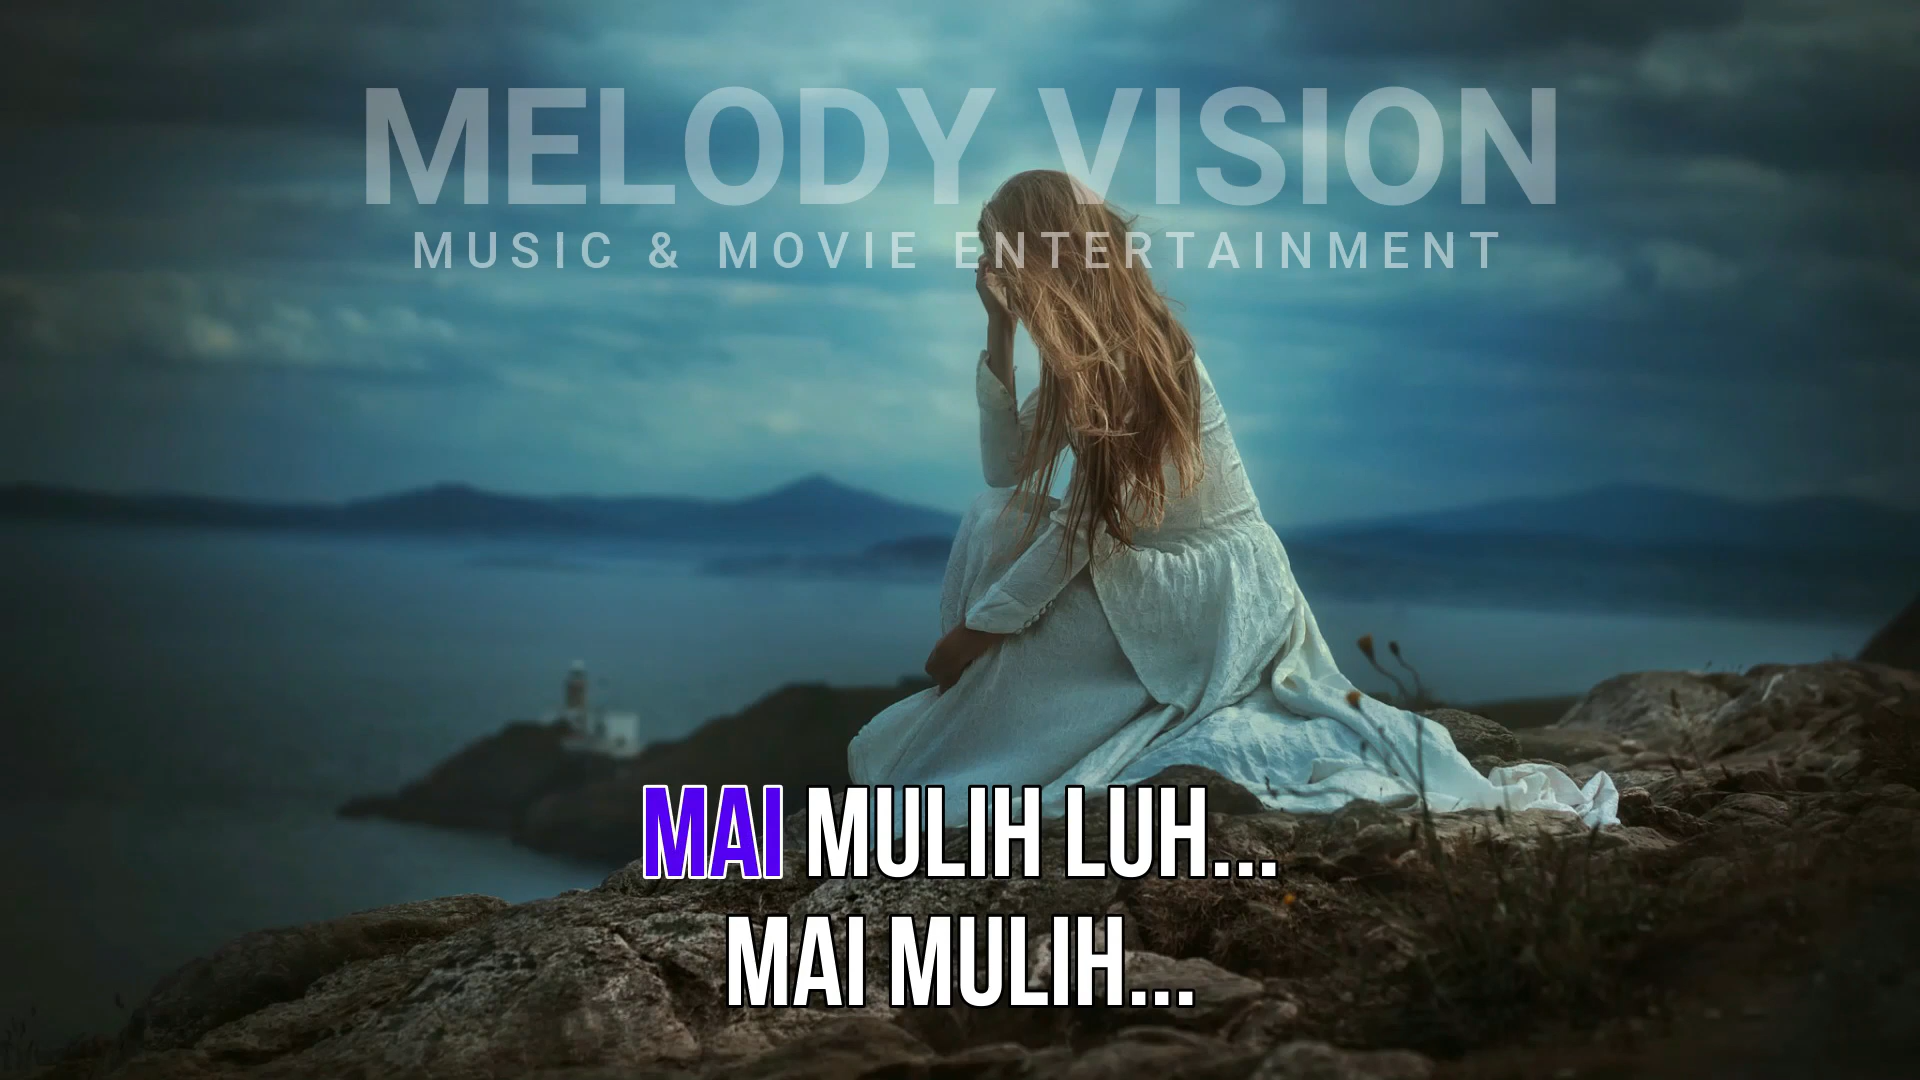 MELODY VISION
MUSIC & MOVIE ENTERTAINMENT
MAI MULIH LUH...
MAI MULIH...